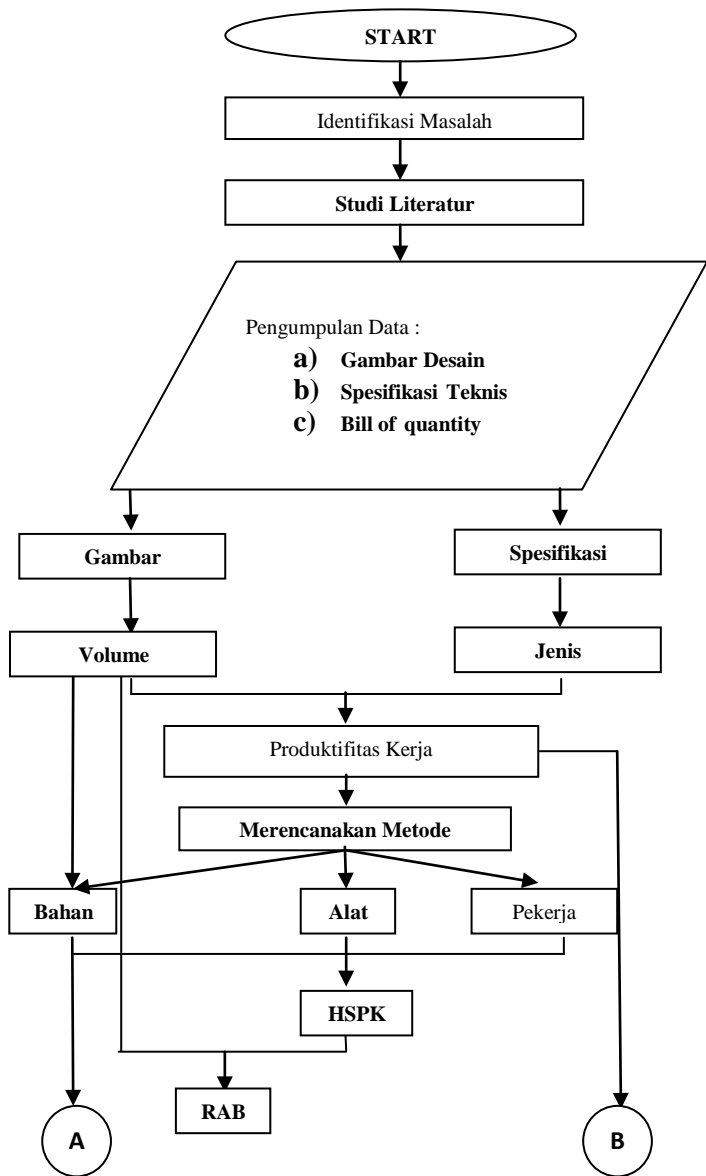 START
Identifikasi Masalah
Studi Literatur
Pengumpulan Data :
a) Gambar Desain
b) Spesifikasi Teknis
c) Bill of quantity
Gambar
Spesifikasi
Volume
Jenis
Produktifitas Kerja
Merencanakan Metode
Bahan
Alat
Pekerja
HSPK
RAB
A
B